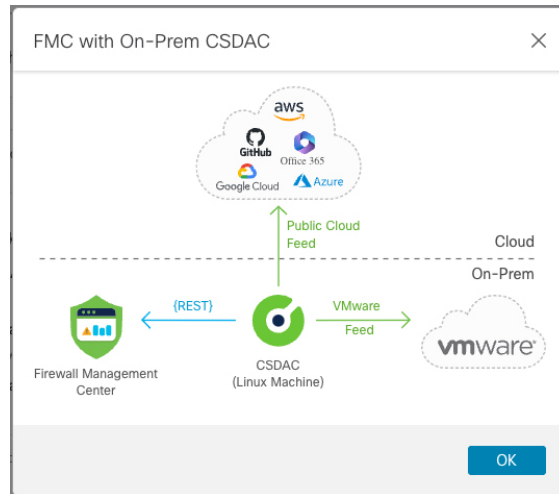 FMC with On-Prem CSDAC
aws
GitHub
Office 365
Google Cloud
Azure
Public Cloud
Feed
Cloud
On-Prem
{REST}
VMware
Feed
vmware
Firewall Management
Center
CSDAC
(Linux Machine)
OK